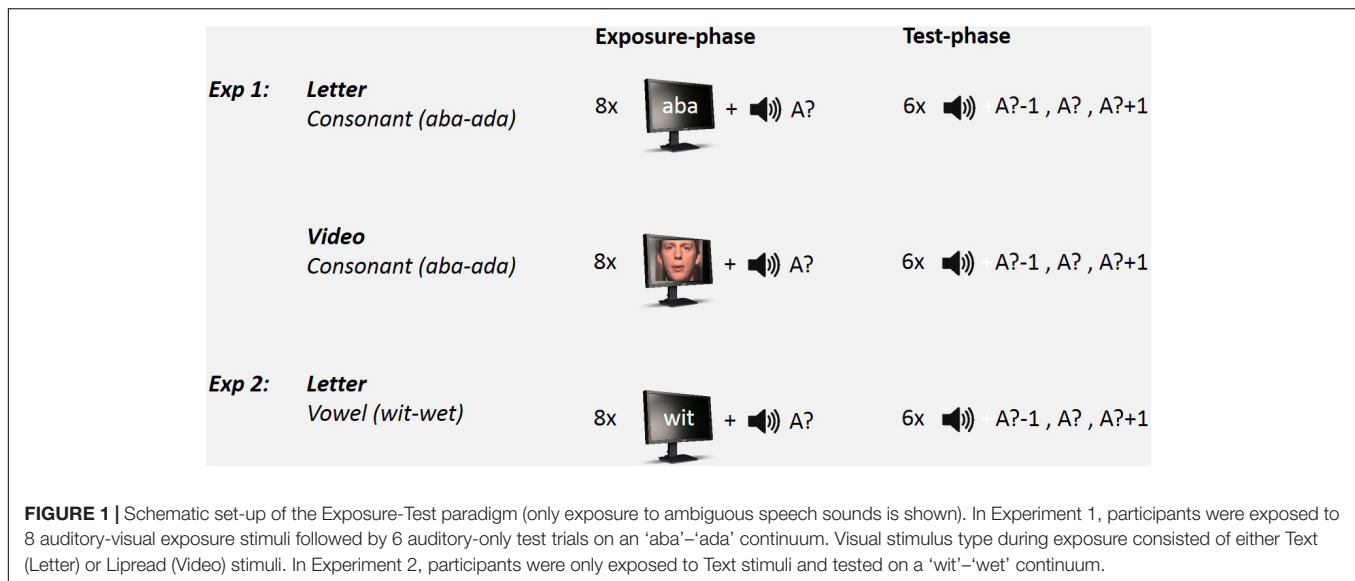 Exposure-phase Test-phase
Exp 1: Letter
Consonant (aba-ada) 8x aba + A? 6x + A?-1 , A? , A?+1
Video
Consonant (aba-ada) 8x + A? 6x + A?-1 , A? , A?+1
Exp 2: Letter
Vowel (wit-wet) 8x wit + A? 6x + A?-1 , A? , A?+1
FIGURE 1 | Schematic set-up of the Exposure-Test paradigm (only exposure to ambiguous speech sounds is shown). In Experiment 1, participants were exposed to
8 auditory-visual exposure stimuli followed by 6 auditory-only test trials on an ‘aba’–‘ada’ continuum. Visual stimulus type during exposure consisted of either Text
(Letter) or Lipread (Video) stimuli. In Experiment 2, participants were only exposed to Text stimuli and tested on a ‘wit’–‘wet’ continuum.